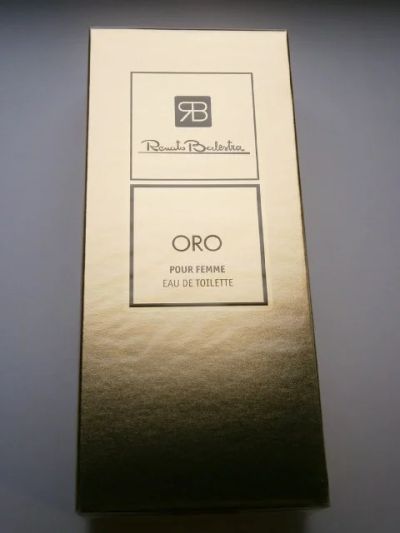 RB
Renato Balestra
ORO
POUR FEMME
EAU DE TOILETTE